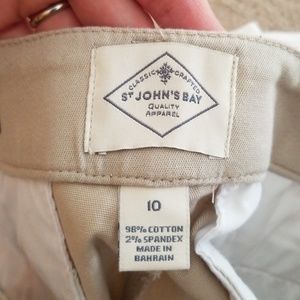 CLASSIC CRAFTED
ST JOHN'S BAY
QUALITY
APPAREL
10
98% COTTON
2% SPANDEX
MADE IN
BAHRAIN